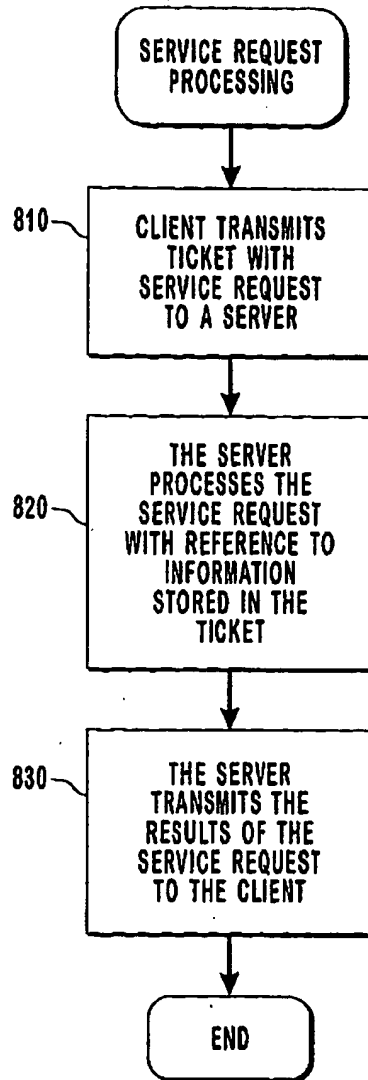 SERVICE REQUEST
PROCESSING
810
CLIENT TRANSMITS
TICKET WITH
SERVICE REQUEST
TO A SERVER
820
THE SERVER
PROCESSES THE
SERVICE REQUEST
WITH REFERENCE TO
INFORMATION
STORED IN THE
TICKET
830
THE SERVER
TRANSMITS THE
RESULTS OF THE
SERVICE REQUEST
TO THE CLIENT
END